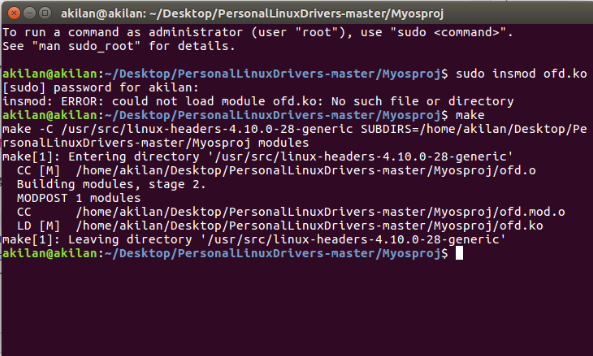 akilan@akilan: ~/Desktop/PersonalLinuxDrivers-master/Myosproj
To run a command as administrator (user "root"), use "sudo <command>".
See "man sudo_root" for details.
akilan@akilan:~/Desktop/PersonalLinuxDrivers-master/Myosproj$ sudo insmod ofd.ko
[sudo] password for akilan:
insmod: ERROR: could not load module ofd.ko: No such file or directory
akilan@akilan:~/Desktop/PersonalLinuxDrivers-master/Myosproj$ make
make -C /usr/src/linux-headers-4.10.0-28-generic SUBDIRS=/home/akilan/Desktop/Pe
rsonalLinuxDrivers-master/Myosproj modules
make[1]: Entering directory '/usr/src/linux-headers-4.10.0-28-generic'
  CC [M]  /home/akilan/Desktop/PersonalLinuxDrivers-master/Myosproj/ofd.o
  Building modules, stage 2.
  MODPOST 1 modules
  CC      /home/akilan/Desktop/PersonalLinuxDrivers-master/Myosproj/ofd.mod.o
  LD [M]  /home/akilan/Desktop/PersonalLinuxDrivers-master/Myosproj/ofd.ko
make[1]: Leaving directory '/usr/src/linux-headers-4.10.0-28-generic'
akilan@akilan:~/Desktop/PersonalLinuxDrivers-master/Myosproj$